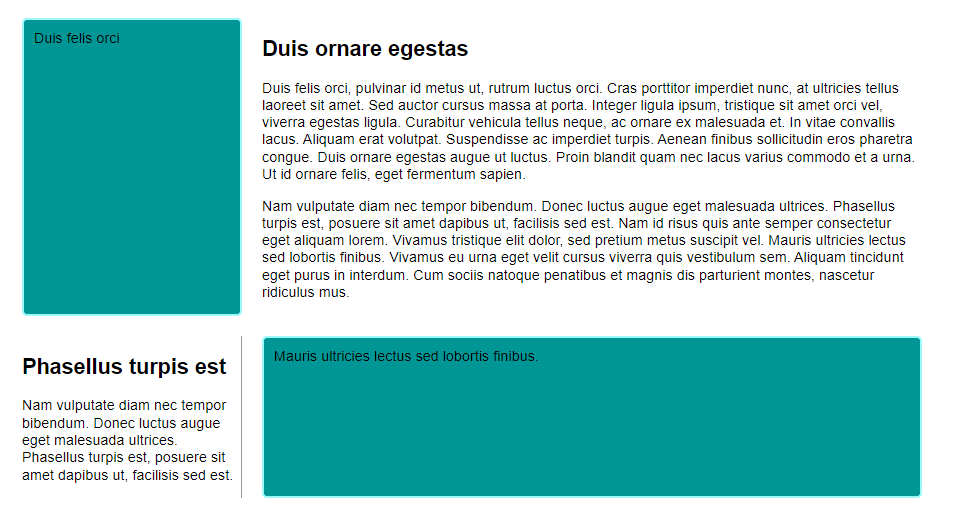 Duis felis orci
Duis ornare egestas
Duis felis orci, pulvinar id metus ut, rutrum luctus orci. Cras porttitor imperdiet nunc, at ultricies tellus
laoreet sit amet. Sed auctor cursus massa at porta. Integer ligula ipsum, tristique sit amet orci vel,
viverra egestas ligula. Curabitur vehicula tellus neque, ac ornare ex malesuada et. In vitae convallis
lacus. Aliquam erat volutpat. Suspendisse ac imperdiet turpis. Aenean finibus sollicitudin eros pharetra
congue. Duis ornare egestas augue ut luctus. Proin blandit quam nec lacus varius commodo et a urna.
Ut id ornare felis, eget fermentum sapien.
Nam vulputate diam nec tempor bibendum. Donec luctus augue eget malesuada ultrices. Phasellus
turpis est, posuere sit amet dapibus ut, facilisis sed est. Nam id risus quis ante semper consectetur
eget aliquam lorem. Vivamus tristique elit dolor, sed pretium metus suscipit vel. Mauris ultricies lectus
sed lobortis finibus. Vivamus eu urna eget velit cursus viverra quis vestibulum sem. Aliquam tincidunt
eget purus in interdum. Cum sociis natoque penatibus et magnis dis parturient montes, nascetur
ridiculus mus.
Phasellus turpis est
Nam vulputate diam nec tempor
bibendum. Donec luctus augue
eget malesuada ultrices.
Phasellus turpis est, posuere sit
amet dapibus ut, facilisis sed est.
Mauris ultricies lectus sed lobortis finibus.